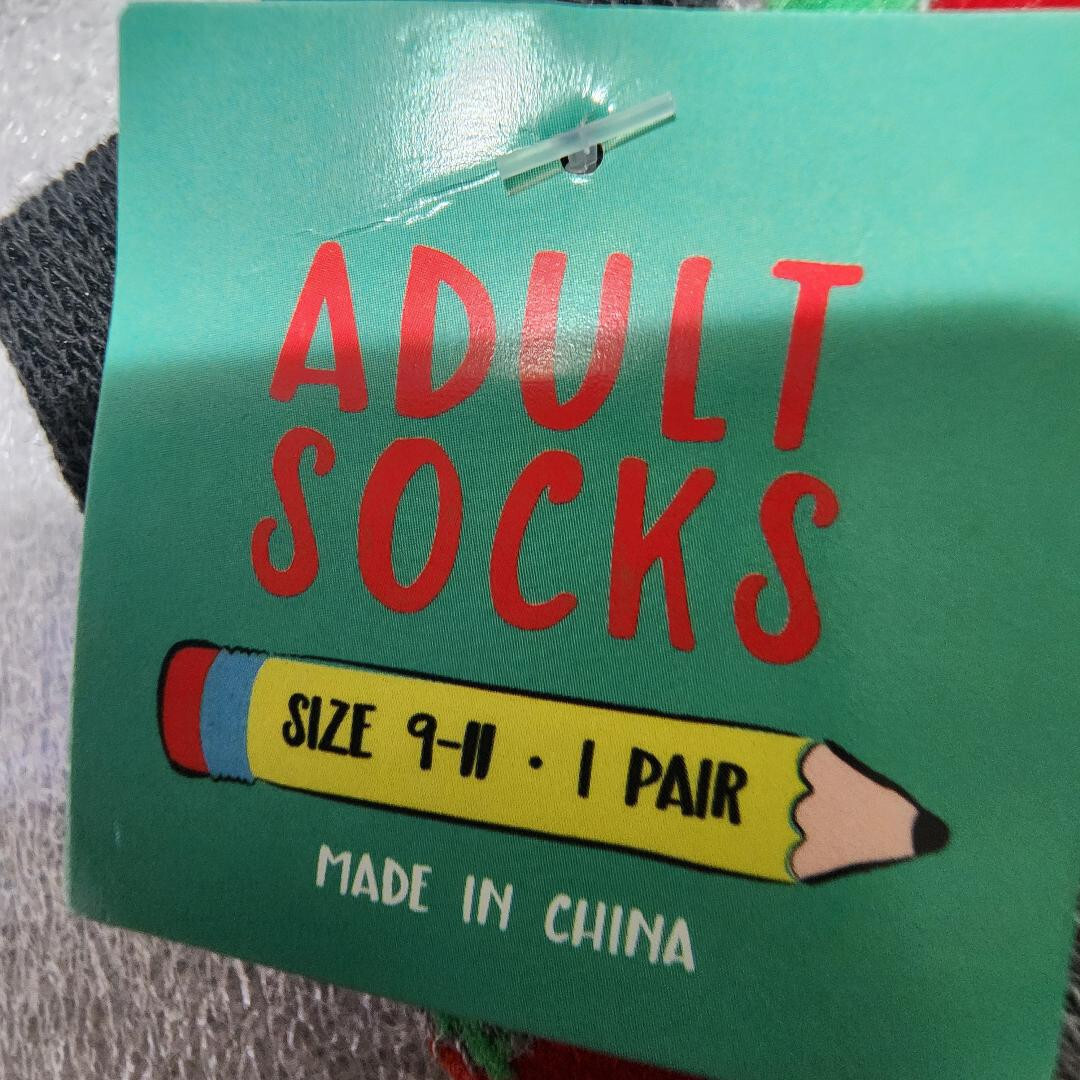 ADULT
SOCKS
SIZE 9-11 • 1 PAIR
MADE IN CHINA